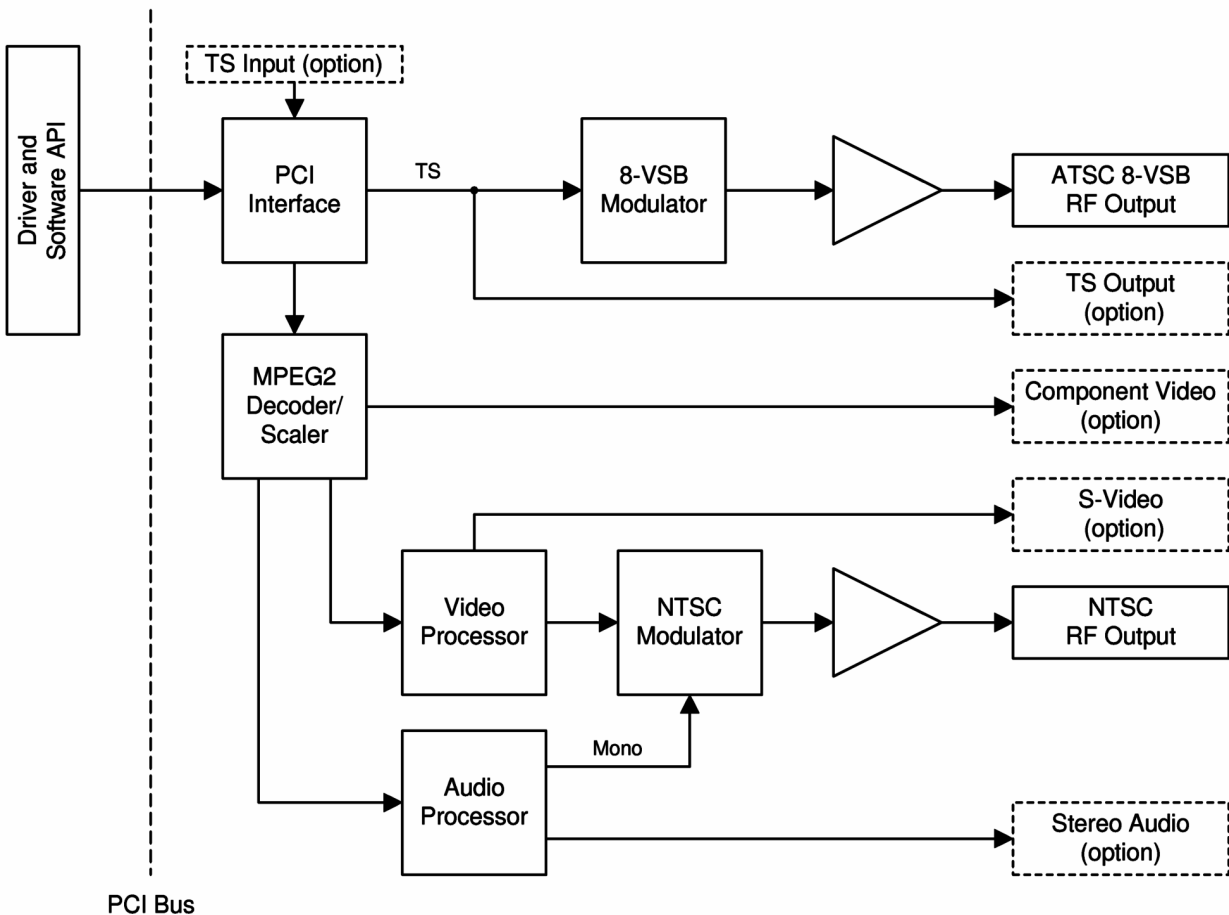 TS Input (option)
Driver and
Software API
PCI
Interface
TS
8-VSB
Modulator
ATSC 8-VSB
RF Output
TS Output
(option)
MPEG2
Decoder/
Scaler
Component Video
(option)
S-Video
(option)
Video
Processor
NTSC
Modulator
NTSC
RF Output
Mono
Audio
Processor
Stereo Audio
(option)
PCI Bus